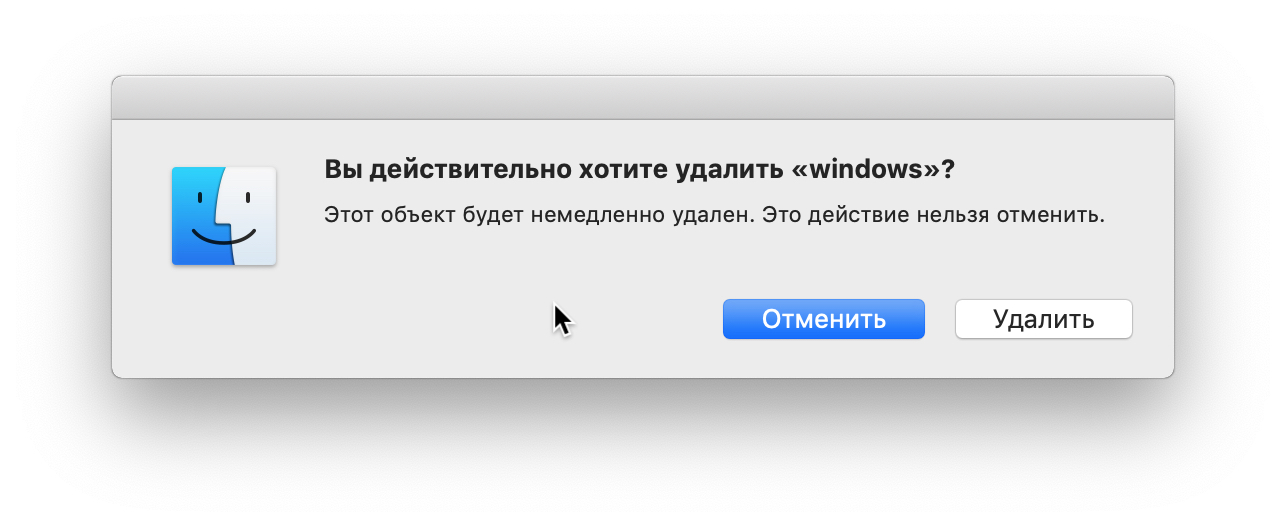 Вы действительно хотите удалить «windows»?
Этот объект будет немедленно удален. Это действие нельзя отменить.
Отменить
Удалить